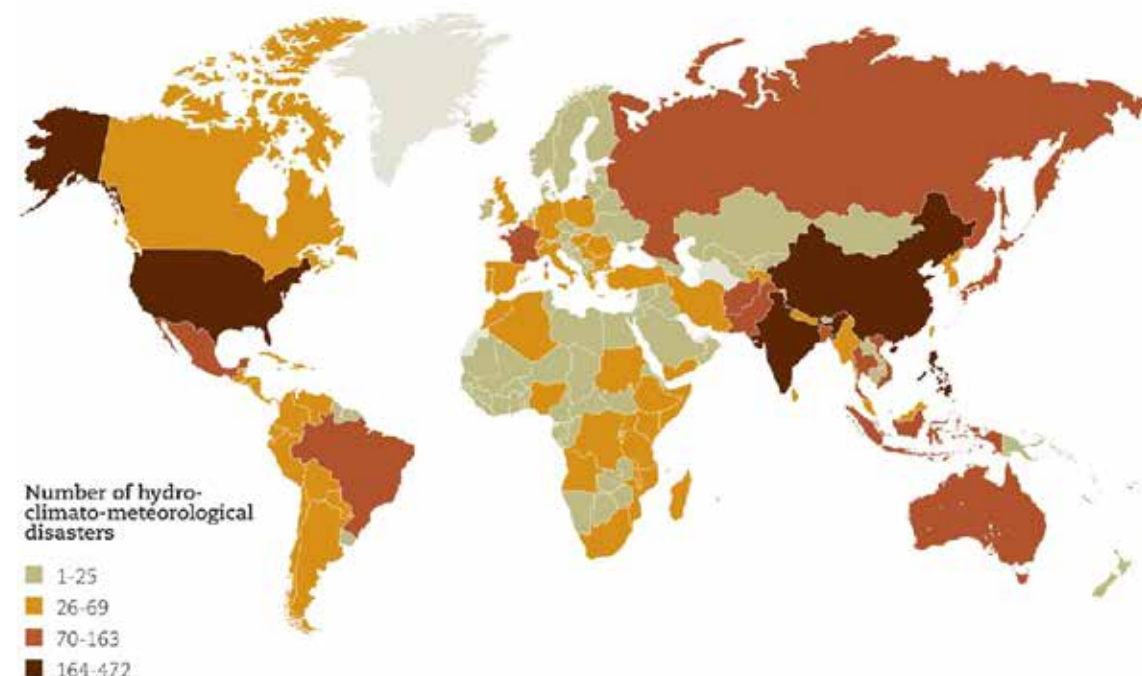 Number of hydro-
climato-meteorological
disasters
1-25
26-69
70-163
164-472